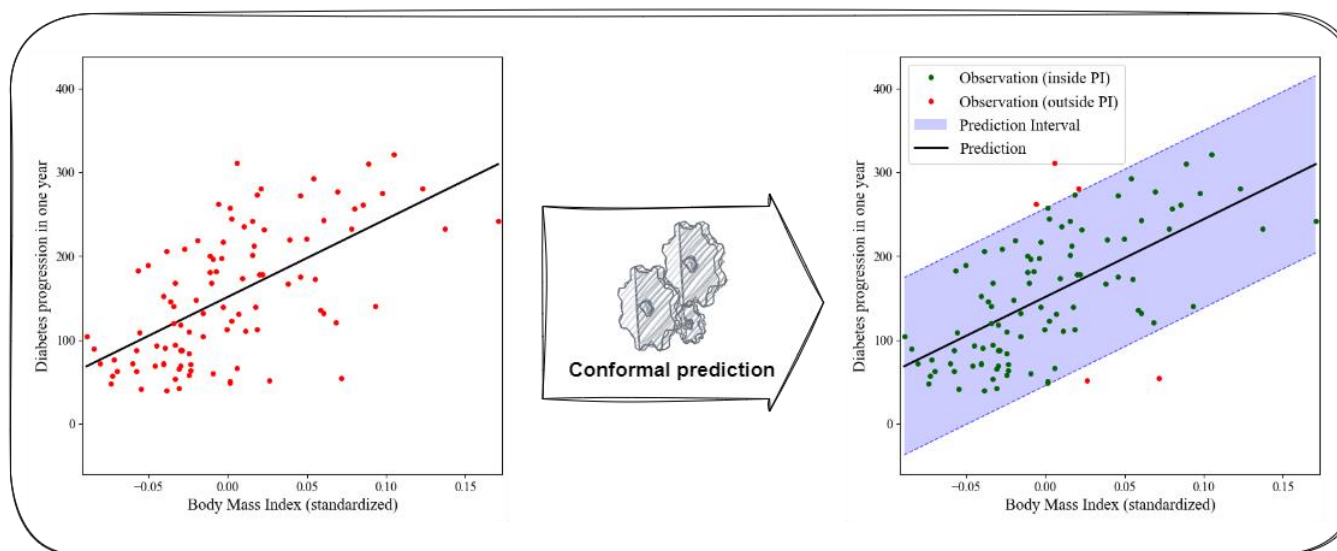 400
300
200
100
0
Diabetes progression in one year
−0.05
0.00
0.05
0.10
0.15
Body Mass Index (standardized)
Conformal prediction
Observation (inside PI)
Observation (outside PI)
Prediction Interval
Prediction
400
300
200
100
0
Diabetes progression in one year
−0.05
0.00
0.05
0.10
0.15
Body Mass Index (standardized)